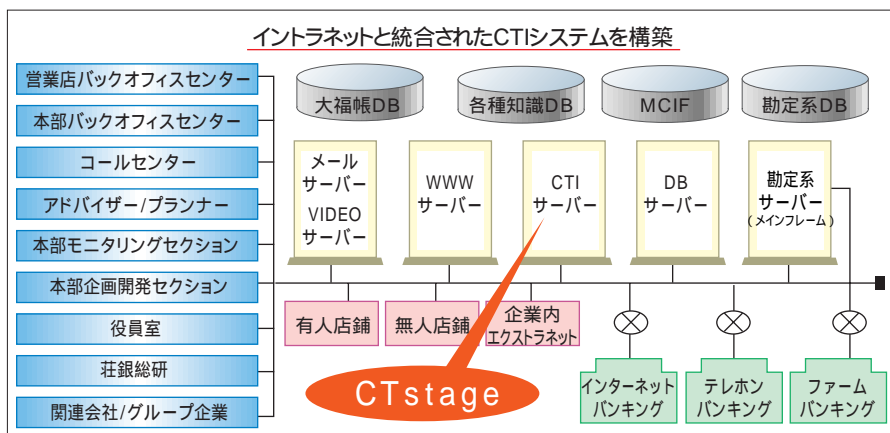 イントラネットと統合されたCTIシステムを構築
営業店バックオフィスセンター
本部バックオフィスセンター
コールセンター
アドバイザー/プランナー
本部モニタリングセクション
本部企画開発セクション
役員室
荘銀総研
関連会社/グループ企業
大福帳DB
各種知識DB
MCIF
勘定系DB
メール
サーバー
VIDEO
サーバー
WWW
サーバー
CTI
サーバー
DB
サーバー
勘定系
サーバー
(メインフレーム)
有人店舗
無人店舗
企業内
エクストラネット
CTstage
インターネット
バンキング
テレホン
バンキング
ファーム
バンキング